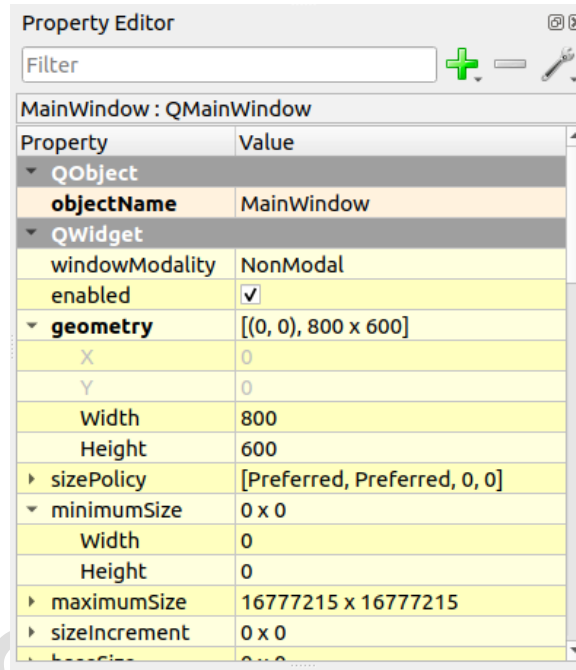 Property Editor
Filter
MainWindow : QMainWindow
Property Value
QObject
objectName MainWindow
QWidget
windowModality NonModal
enabled
geometry [(0, 0), 800 x 600]
X 0
Y 0
Width 800
Height 600
sizePolicy [Preferred, Preferred, 0, 0]
minimumSize 0 x 0
Width 0
Height 0
maximumSize 16777215 x 16777215
sizeIncrement 0 x 0